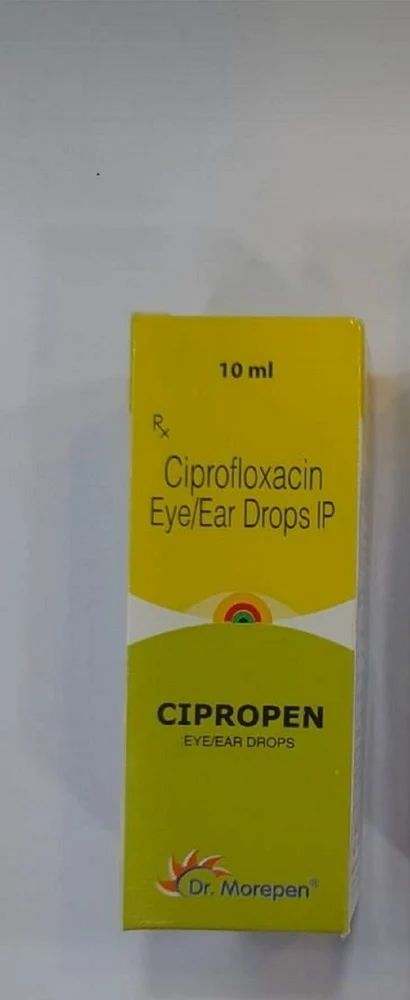 10 ml
Rx
Ciprofloxacin
Eye/Ear Drops IP
CIPROPEN
EYE/EAR DROPS
Dr. Morepen®